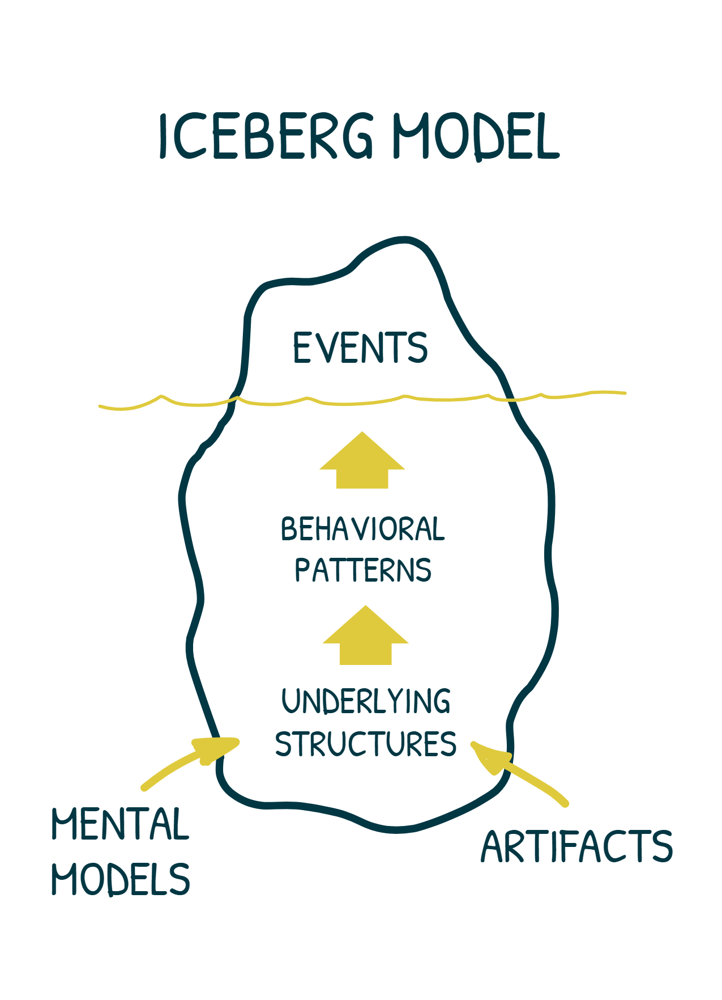 ICEBERG MODEL
EVENTS
BEHAVIORAL
PATTERNS
UNDERLYING
STRUCTURES
MENTAL
MODELS
ARTIFACTS